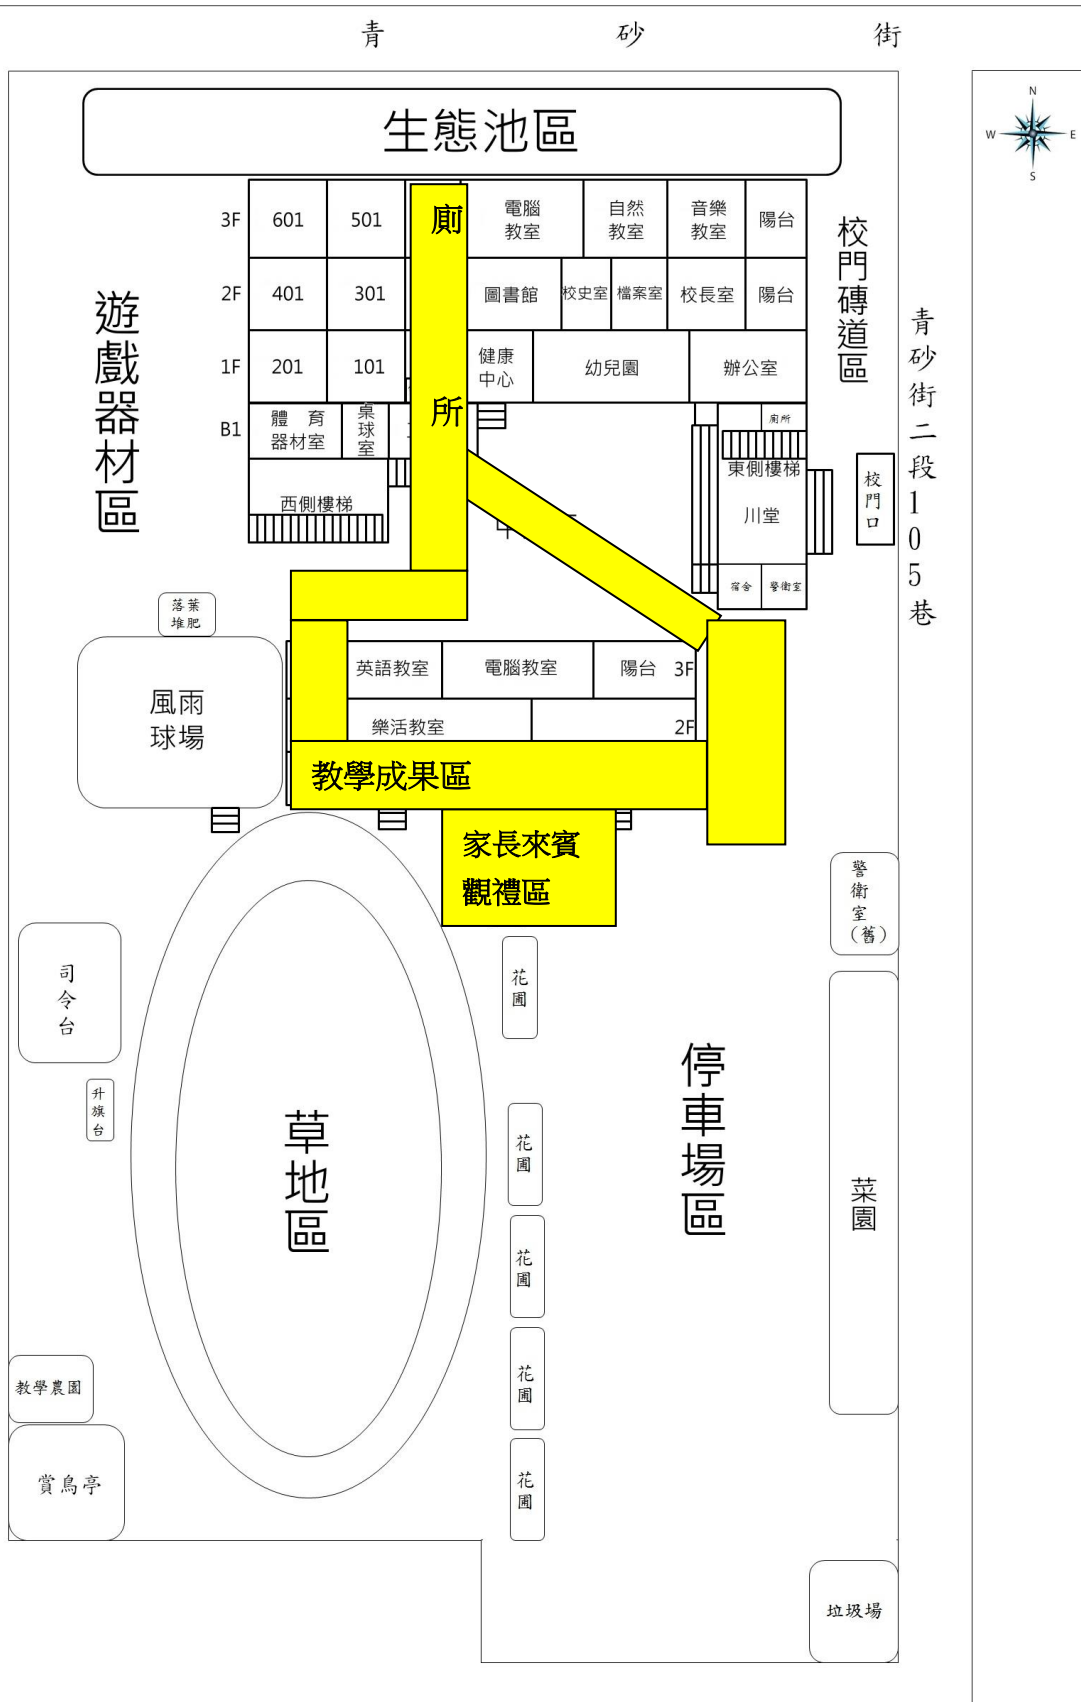 青砂街
N
W E
S
生態池區
3F 601 501 廁 電腦教室 自然教室 音樂教室 陽台
2F 401 301 圖書館 校史室 檔案室 校長室 陽台
1F 201 101 健康中心 幼兒園 辦公室
所
B1 體育器材室 桌球室
廁所
西側樓梯
東側樓梯
川堂
宿舍 警衛室
遊戲器材區
校門磚道區
校門口
青砂街二段105巷
落葉堆肥
風雨球場
英語教室 電腦教室 陽台 3F
樂活教室 2F
教學成果區
家長來賓
觀禮區
警衛室(舊)
司令台
升旗台
草地區
花圃
花圃
花圃
花圃
花圃
停車場區
菜園
教學農園
賞鳥亭
垃圾場